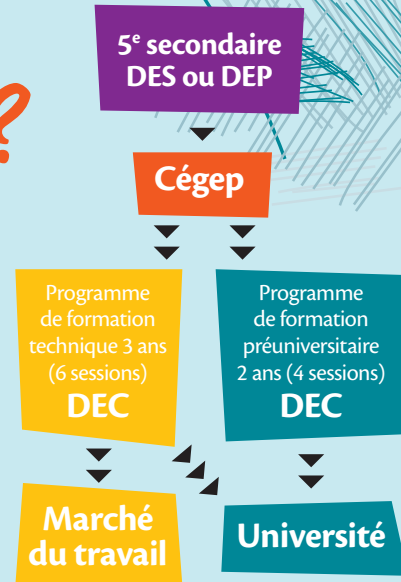 5e secondaire
DES ou DEP
?
Cégep
Programme
de formation
technique 3 ans
(6 sessions)
DEC
Programme
de formation
préuniversitaire
2 ans (4 sessions)
DEC
Marché
du travail
Université